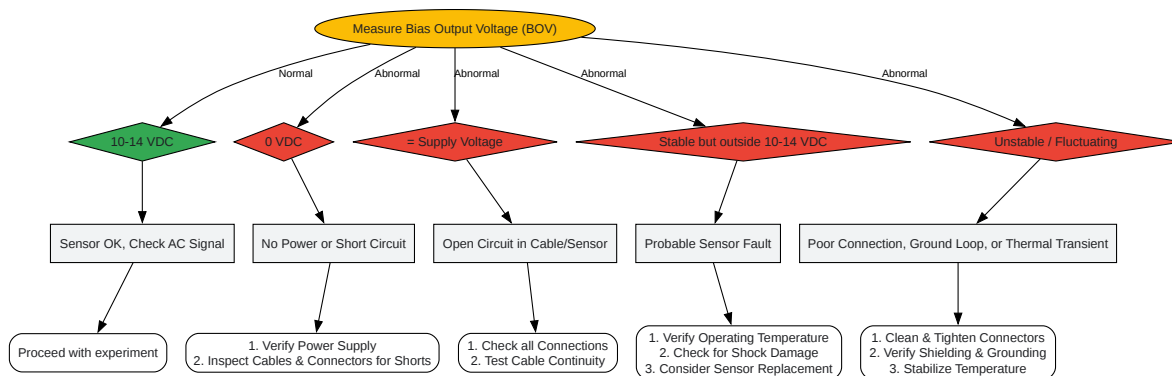 Measure Bias Output Voltage (BOV)
Normal
Abnormal
Abnormal
Abnormal
Abnormal
10-14 VDC
0 VDC
= Supply Voltage
Stable but outside 10-14 VDC
Unstable / Fluctuating
Sensor OK, Check AC Signal
No Power or Short Circuit
Open Circuit in Cable/Sensor
Probable Sensor Fault
Poor Connection, Ground Loop, or Thermal Transient
Proceed with experiment
1. Verify Power Supply
2. Inspect Cables & Connectors for Shorts
1. Check all Connections
2. Test Cable Continuity
1. Verify Operating Temperature
2. Check for Shock Damage
3. Consider Sensor Replacement
1. Clean & Tighten Connectors
2. Verify Shielding & Grounding
3. Stabilize Temperature